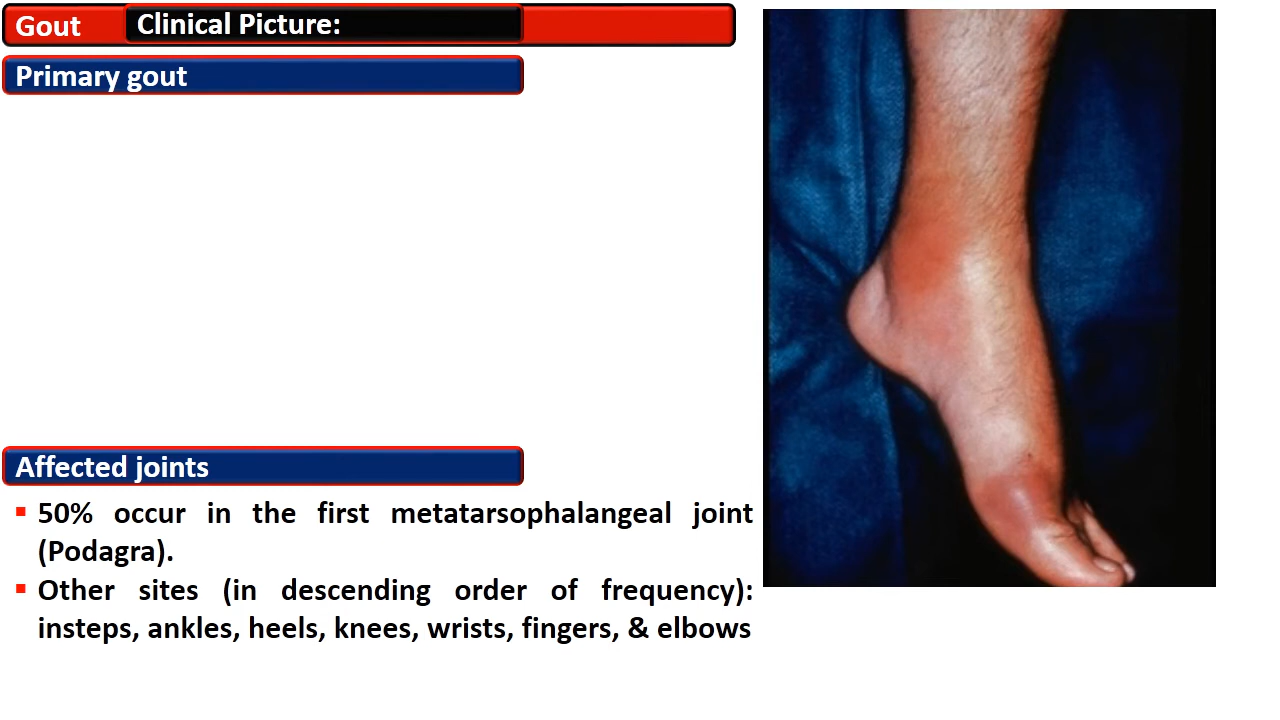 Gout Clinical Picture:
Primary gout
Affected joints
▪ 50% occur in the first metatarsophalangeal joint
(Podagra).
▪ Other sites (in descending order of frequency):
insteps, ankles, heels, knees, wrists, fingers, & elbows